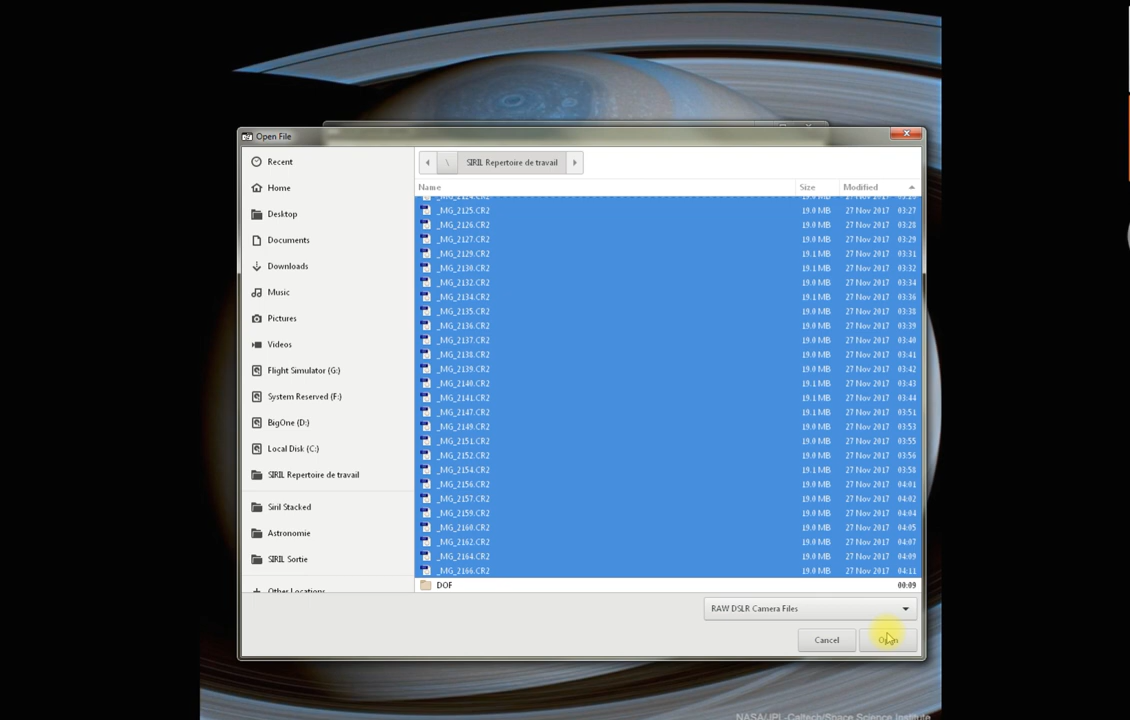 Open File
Recent
Home
Desktop
Documents
Downloads
Music
Pictures
Videos
Flight Simulator (G:)
System Reserved (F:)
BigOne (D:)
Local Disk (C:)
SIRIL Repertoire de travail
Siril Stacked
Astronomie
SIRIL Sortie
Other Locations
\ SIRIL Repertoire de travail
Name Size Modified
_MG_2125.CR2 19.0 MB 27 Nov 2017 03:27
_MG_2126.CR2 19.0 MB 27 Nov 2017 03:28
_MG_2127.CR2 19.0 MB 27 Nov 2017 03:29
_MG_2129.CR2 19.1 MB 27 Nov 2017 03:31
_MG_2130.CR2 19.0 MB 27 Nov 2017 03:32
_MG_2132.CR2 19.0 MB 27 Nov 2017 03:34
_MG_2134.CR2 19.1 MB 27 Nov 2017 03:36
_MG_2135.CR2 19.0 MB 27 Nov 2017 03:38
_MG_2136.CR2 19.0 MB 27 Nov 2017 03:39
_MG_2137.CR2 19.0 MB 27 Nov 2017 03:40
_MG_2138.CR2 19.0 MB 27 Nov 2017 03:41
_MG_2139.CR2 19.0 MB 27 Nov 2017 03:42
_MG_2140.CR2 19.0 MB 27 Nov 2017 03:43
_MG_2141.CR2 19.1 MB 27 Nov 2017 03:44
_MG_2147.CR2 19.1 MB 27 Nov 2017 03:51
_MG_2149.CR2 19.0 MB 27 Nov 2017 03:53
_MG_2151.CR2 19.0 MB 27 Nov 2017 03:55
_MG_2152.CR2 19.0 MB 27 Nov 2017 03:56
_MG_2154.CR2 19.1 MB 27 Nov 2017 03:58
_MG_2156.CR2 19.0 MB 27 Nov 2017 04:01
_MG_2157.CR2 19.0 MB 27 Nov 2017 04:02
_MG_2159.CR2 19.0 MB 27 Nov 2017 04:04
_MG_2160.CR2 19.0 MB 27 Nov 2017 04:05
_MG_2162.CR2 19.0 MB 27 Nov 2017 04:07
_MG_2164.CR2 19.0 MB 27 Nov 2017 04:09
_MG_2166.CR2 19.0 MB 27 Nov 2017 04:11
DOF 00:09
RAW DSLR Camera Files
Cancel Open
NASA/JPL-Caltech/Space Science Institute